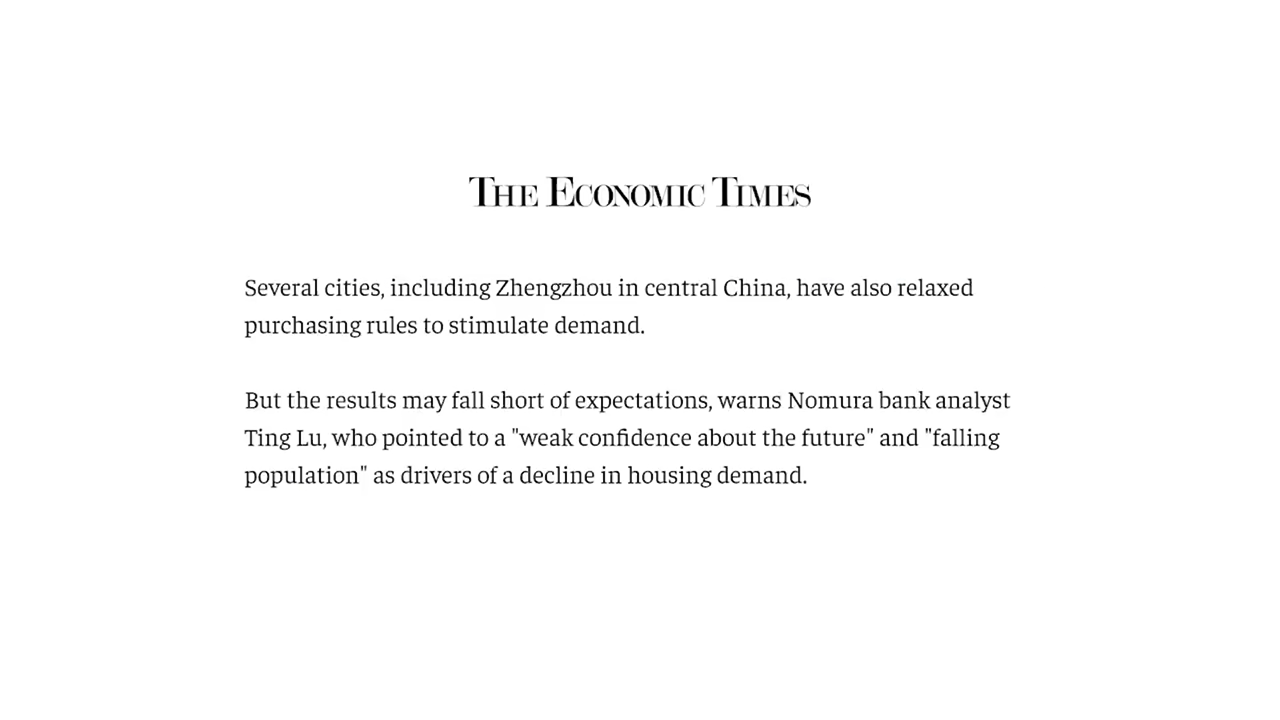 THE ECONOMIC TIMES
Several cities, including Zhengzhou in central China, have also relaxed
purchasing rules to stimulate demand.
But the results may fall short of expectations, warns Nomura bank analyst
Ting Lu, who pointed to a "weak confidence about the future" and "falling
population" as drivers of a decline in housing demand.